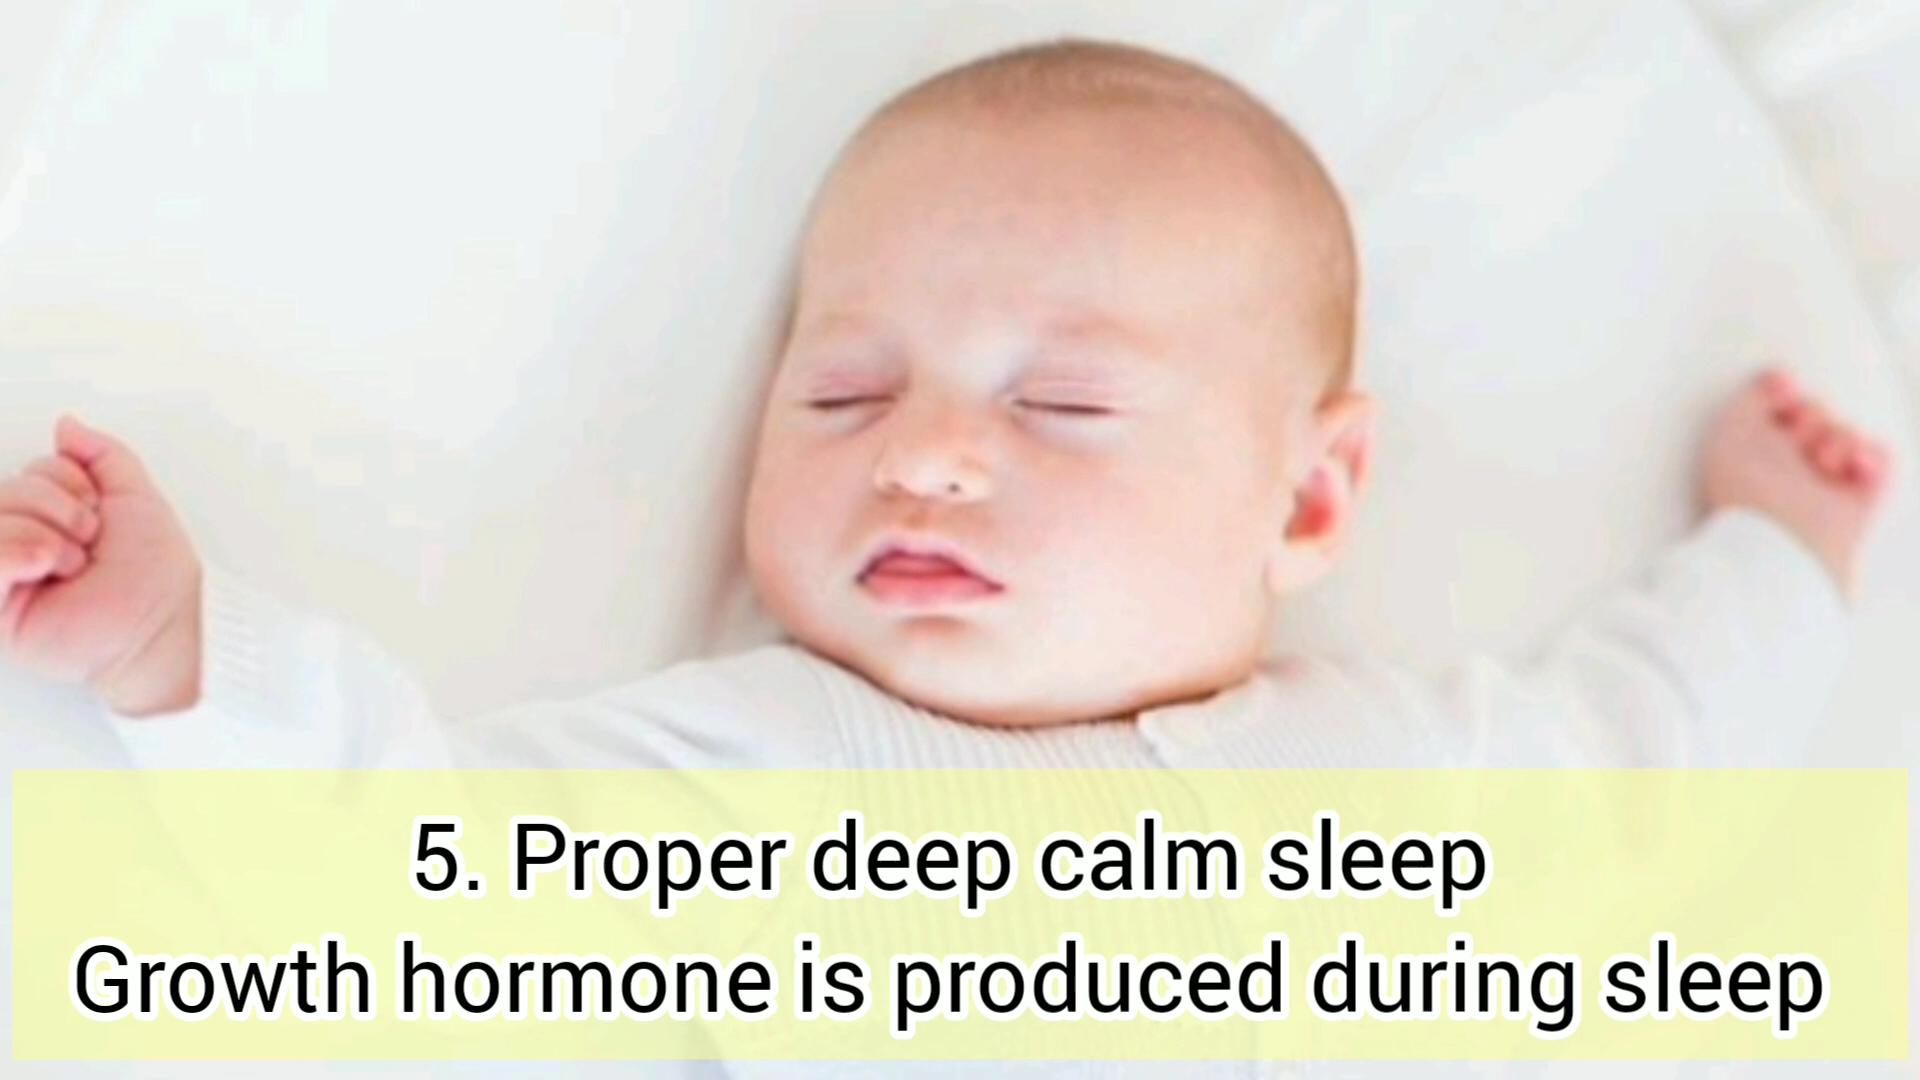 5. Proper deep calm sleep
Growth hormone is produced during sleep